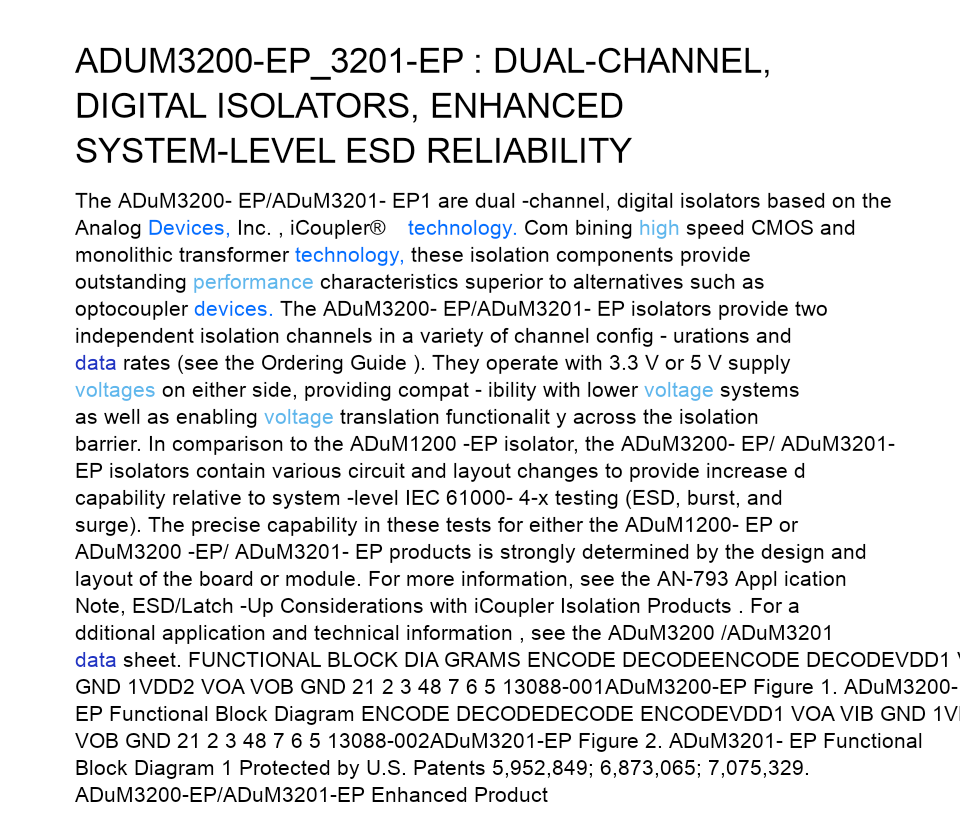 ADUM3200-EP_3201-EP : DUAL-CHANNEL,
DIGITAL ISOLATORS, ENHANCED
SYSTEM-LEVEL ESD RELIABILITY
The ADuM3200- EP/ADuM3201- EP1 are dual -channel, digital isolators based on the
Analog Devices, Inc. , iCoupler® technology. Com bining high speed CMOS and
monolithic transformer technology, these isolation components provide
outstanding performance characteristics superior to alternatives such as
optocoupler devices. The ADuM3200- EP/ADuM3201- EP isolators provide two
independent isolation channels in a variety of channel config - urations and
data rates (see the Ordering Guide ). They operate with 3.3 V or 5 V supply
voltages on either side, providing compat - ibility with lower voltage systems
as well as enabling voltage translation functionalit y across the isolation
barrier. In comparison to the ADuM1200 -EP isolator, the ADuM3200- EP/ ADuM3201-
EP isolators contain various circuit and layout changes to provide increase d
capability relative to system -level IEC 61000- 4-x testing (ESD, burst, and
surge). The precise capability in these tests for either the ADuM1200- EP or
ADuM3200 -EP/ ADuM3201- EP products is strongly determined by the design and
layout of the board or module. For more information, see the AN-793 Appl ication
Note, ESD/Latch -Up Considerations with iCoupler Isolation Products . For a
dditional application and technical information , see the ADuM3200 /ADuM3201
data sheet. FUNCTIONAL BLOCK DIA GRAMS ENCODE DECODEENCODE DECODEVDD1
GND 1VDD2 VOA VOB GND 21 2 3 48 7 6 5 13088-001ADuM3200-EP Figure 1. ADuM3200-
EP Functional Block Diagram ENCODE DECODEDECODE ENCODEVDD1 VOA VIB GND
VOB GND 21 2 3 48 7 6 5 13088-002ADuM3201-EP Figure 2. ADuM3201- EP Functional
Block Diagram 1 Protected by U.S. Patents 5,952,849; 6,873,065; 7,075,329.
ADuM3200-EP/ADuM3201-EP Enhanced Product